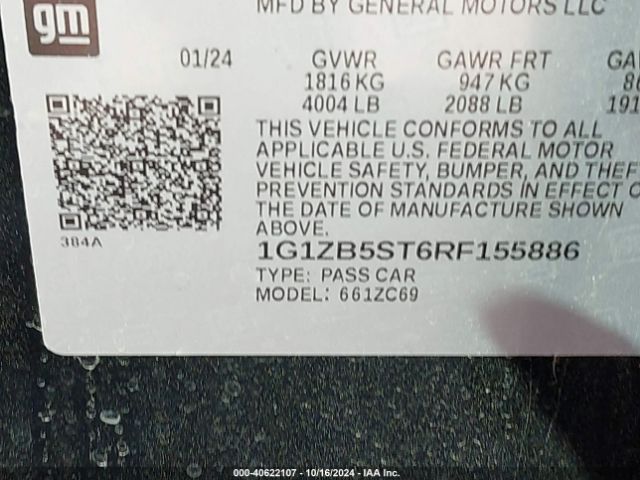 gm
MFD BY GENERAL MOTORS LLC
01/24 GVWR GAWR FRT
1816 KG 947 KG
4004 LB 2088 LB
THIS VEHICLE CONFORMS TO ALL
APPLICABLE U.S. FEDERAL MOTOR
VEHICLE SAFETY, BUMPER, AND THEF
PREVENTION STANDARDS IN EFFECT
THE DATE OF MANUFACTURE SHOWN
ABOVE.
384A
1G1ZB5ST6RF155886
TYPE: PASS CAR
MODEL: 661ZC69
000-40622107 - 10/16/2024 - IAA Inc.